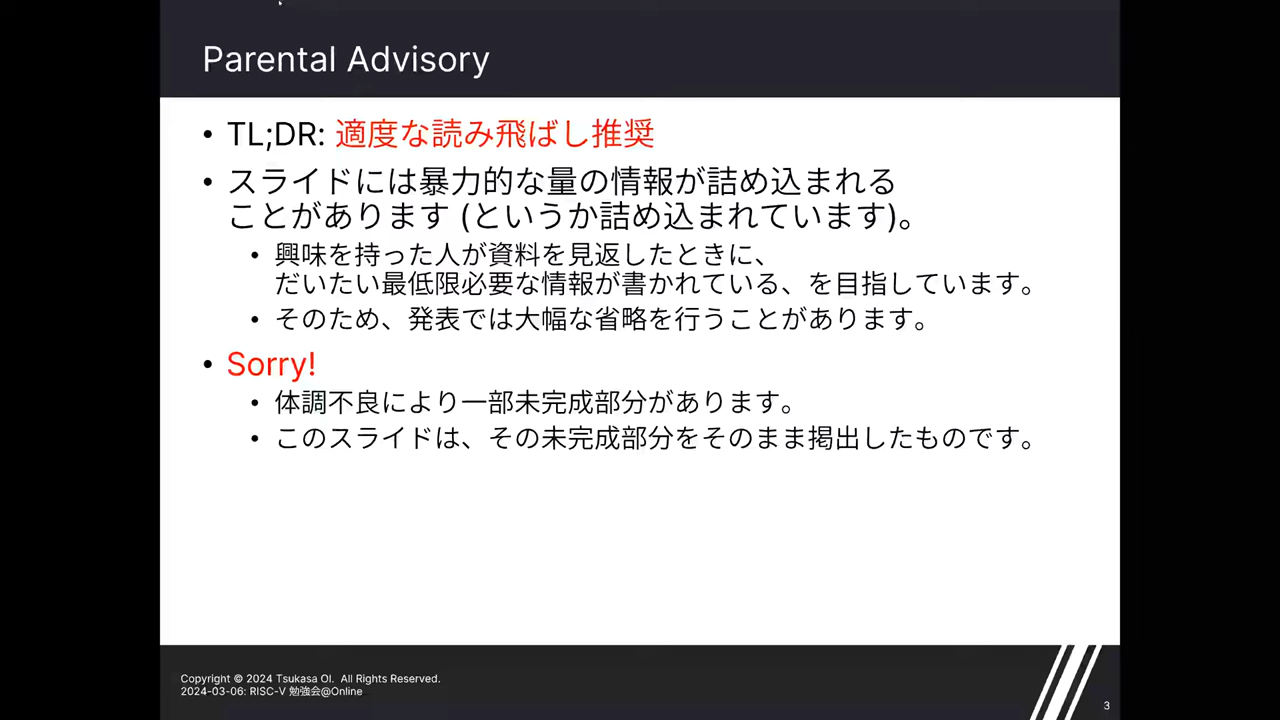 Parental Advisory
• TL;DR: 適度な読み飛ばし推奨
• スライドには暴力的な量の情報が詰め込まれる
ことがあります (というか詰め込まれています)。
• 興味を持った人が資料を見返したときに、
だいたい最低限必要な情報が書かれている、を目指しています。
• そのため、発表では大幅な省略を行うことがあります。
• Sorry!
• 体調不良により一部未完成部分があります。
• このスライドは、その未完成部分をそのまま掲出したものです。
Copyright © 2024 Tsukasa OI. All Rights Reserved.
2024-03-06: RISC-V 勉強会@Online
3